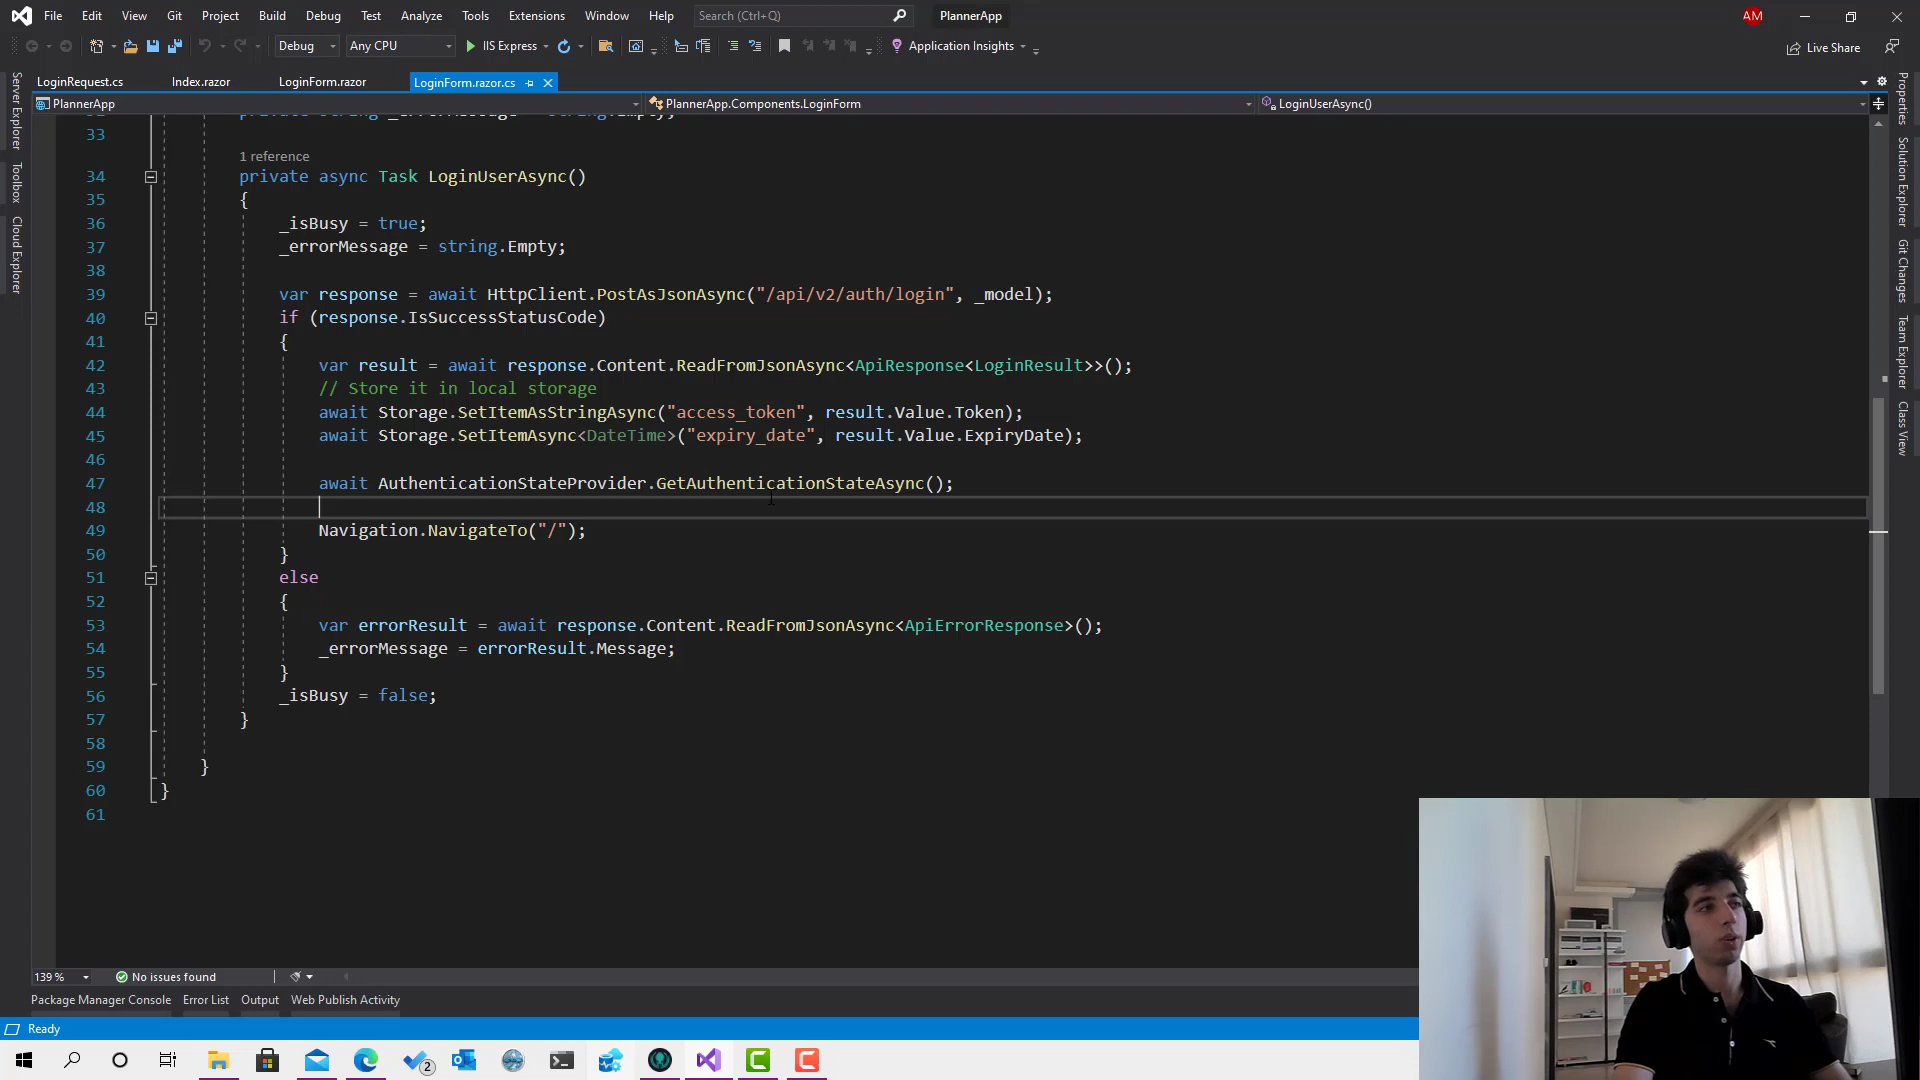 File Edit View Git Project Build Debug Test Analyze Tools Extensions Window Help Search (Ctrl+Q) PlannerApp AM
Debug Any CPU IIS Express Application Insights Live Share
LoginRequest.cs Index.razor LoginForm.razor LoginForm.razor.cs
PlannerApp PlannerApp.Components.LoginForm LoginUserAsync()
Server Explorer
Toolbox
Cloud Explorer
33
1 reference
34 private async Task LoginUserAsync()
35 {
36 _isBusy = true;
37 _errorMessage = string.Empty;
38
39 var response = await HttpClient.PostAsJsonAsync("/api/v2/auth/login", _model);
40 if (response.IsSuccessStatusCode)
41 {
42 var result = await response.Content.ReadFromJsonAsync<ApiResponse<LoginResult>>();
43 // Store it in local storage
44 await Storage.SetItemAsStringAsync("access_token", result.Value.Token);
45 await Storage.SetItemAsync<DateTime>("expiry_date", result.Value.ExpiryDate);
46
47 await AuthenticationStateProvider.GetAuthenticationStateAsync();
48
49 Navigation.NavigateTo("/");
50 }
51 else
52 {
53 var errorResult = await response.Content.ReadFromJsonAsync<ApiErrorResponse>();
54 _errorMessage = errorResult.Message;
55 }
56 _isBusy = false;
57 }
58
59 }
60 }
61
Properties
Solution Explorer
Git Changes
Team Explorer
Class View
139 % No issues found
Package Manager Console Error List Output Web Publish Activity
Ready
2